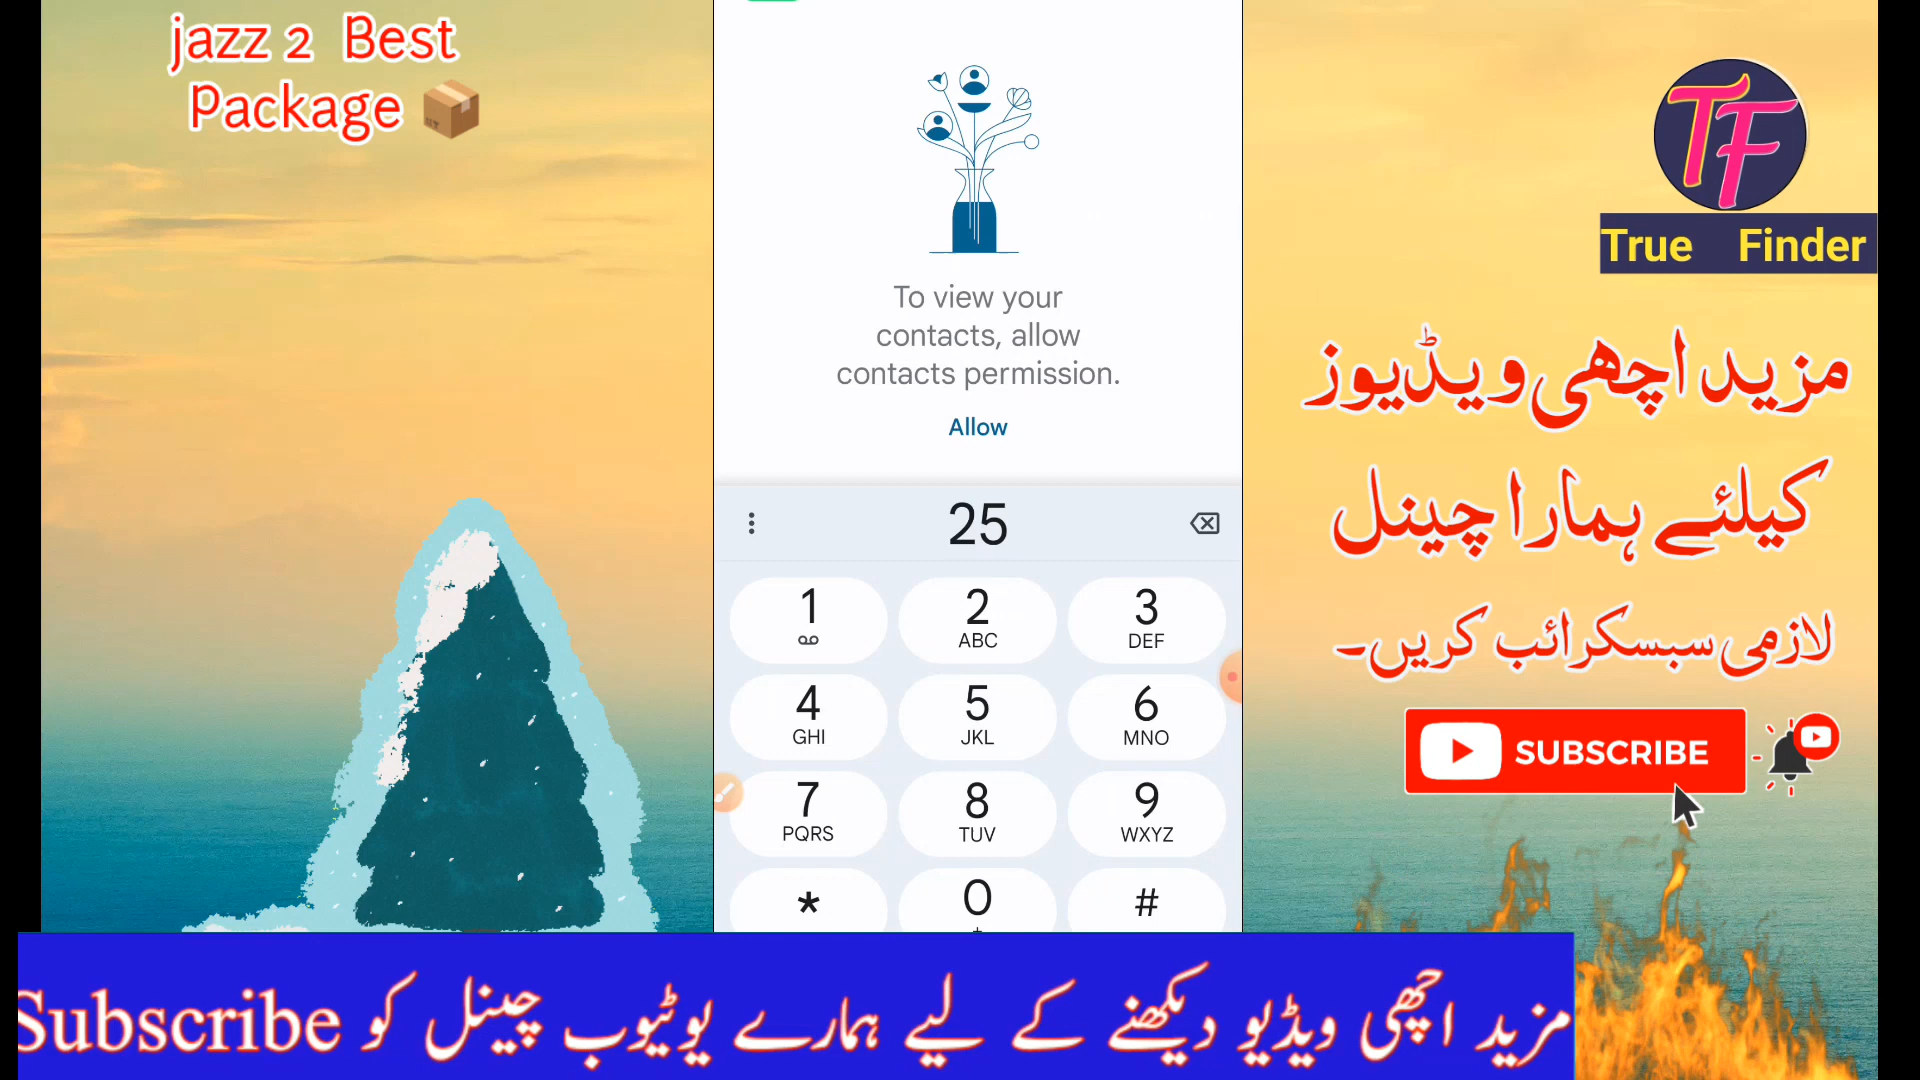 jazz 2 Best
Package
TF
True Finder
To view your
contacts, allow
contacts permission.
Allow
25
1
2
ABC
3
DEF
4
GHI
5
JKL
6
MNO
7
PQRS
8
TUV
9
WXYZ
*
0
+
#
مزید اچھی ویڈیوز
کیلئے ہمارا چینل
لازمی سبسکرائب کریں۔
SUBSCRIBE
مزید اچھی ویڈیو دیکھنے کے لیے ہمارے یوٹیوب چینل کو Subscribe